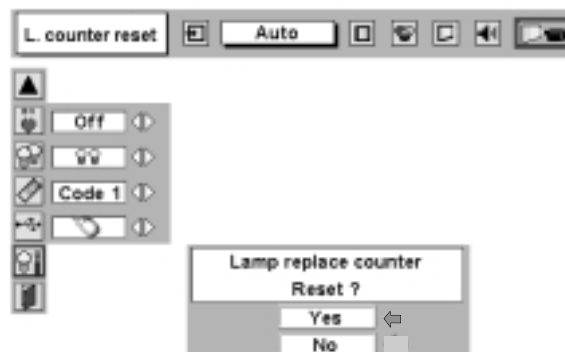 L. counter reset
Auto
Off
Code 1
Lamp replace counter
Reset ?
Yes
No